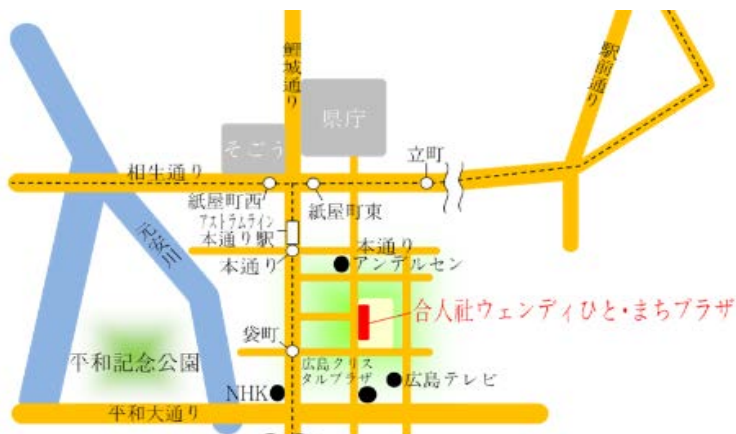 鯉城通り
駅前通り
県庁
そごう
立町
相生通り
紙屋町西
紙屋町東
アストラムライン
本通り駅
本通り
本通り
元安川
アンデルセン
合人社ウェンディひと・まちプラザ
袋町
平和記念公園
広島クリス
タルプラザ
広島テレビ
NHK
平和大通り